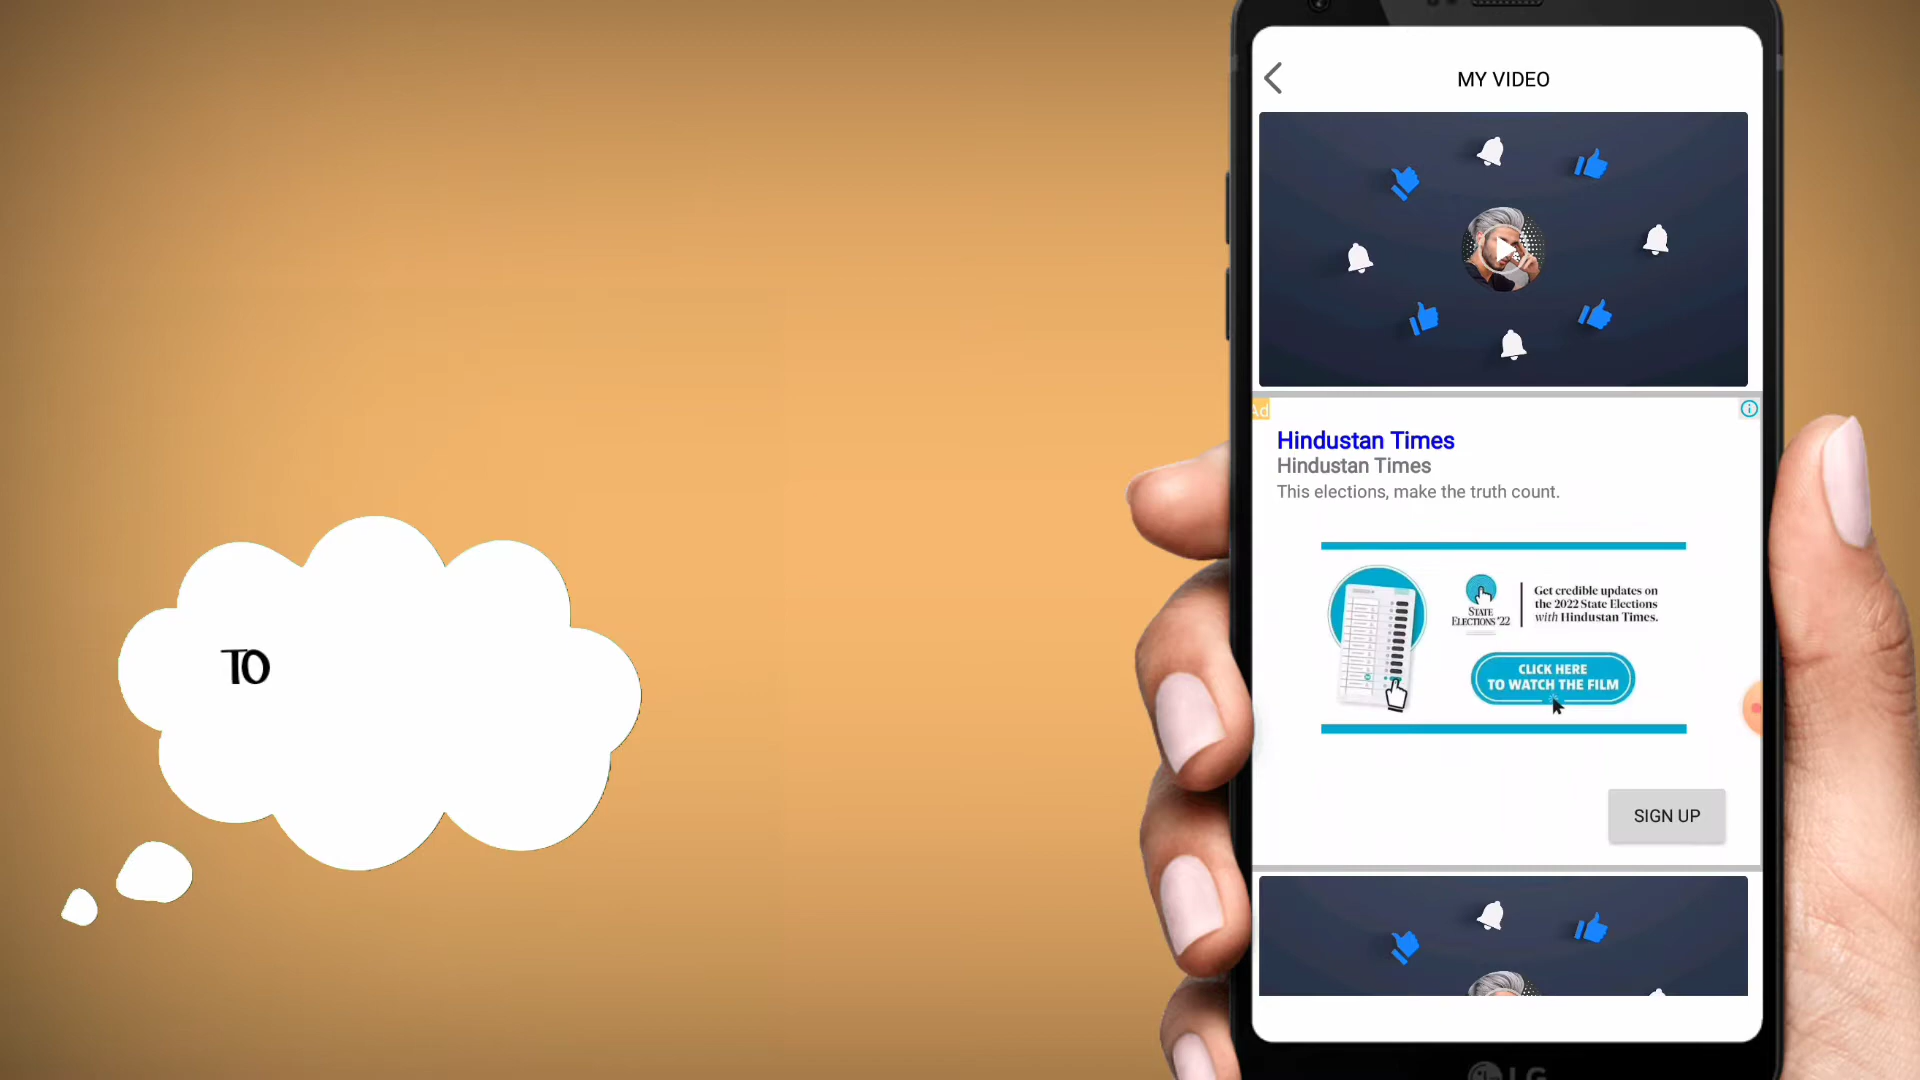 MY VIDEO
Ad
Hindustan Times
Hindustan Times
This elections, make the truth count.
STATE
ELECTIONS '22
Get credible updates on
the 2022 State Elections
with Hindustan Times.
CLICK HERE
TO WATCH THE FILM
TO
SIGN UP
LG